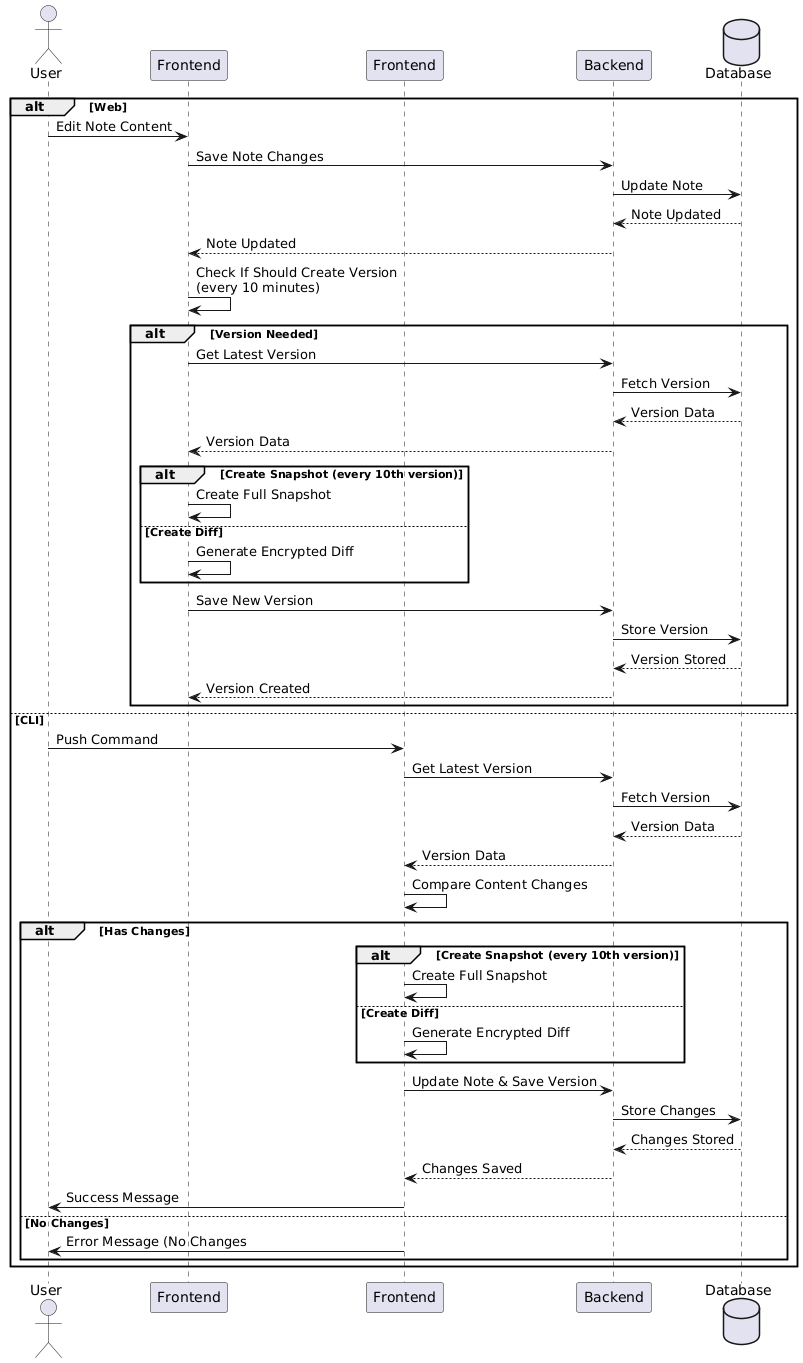 User
Frontend
Frontend
Backend
Database
alt [Web]
Edit Note Content
Save Note Changes
Update Note
Note Updated
Note Updated
Check If Should Create Version
(every 10 minutes)
alt [Version Needed]
Get Latest Version
Fetch Version
Version Data
Version Data
alt [Create Snapshot (every 10th version)]
Create Full Snapshot
[Create Diff]
Generate Encrypted Diff
Save New Version
Store Version
Version Stored
Version Created
[CLI]
Push Command
Get Latest Version
Fetch Version
Version Data
Version Data
Compare Content Changes
alt [Has Changes]
alt [Create Snapshot (every 10th version)]
Create Full Snapshot
[Create Diff]
Generate Encrypted Diff
Update Note & Save Version
Store Changes
Changes Stored
Changes Saved
Success Message
[No Changes]
Error Message (No Changes
User
Frontend
Frontend
Backend
Database